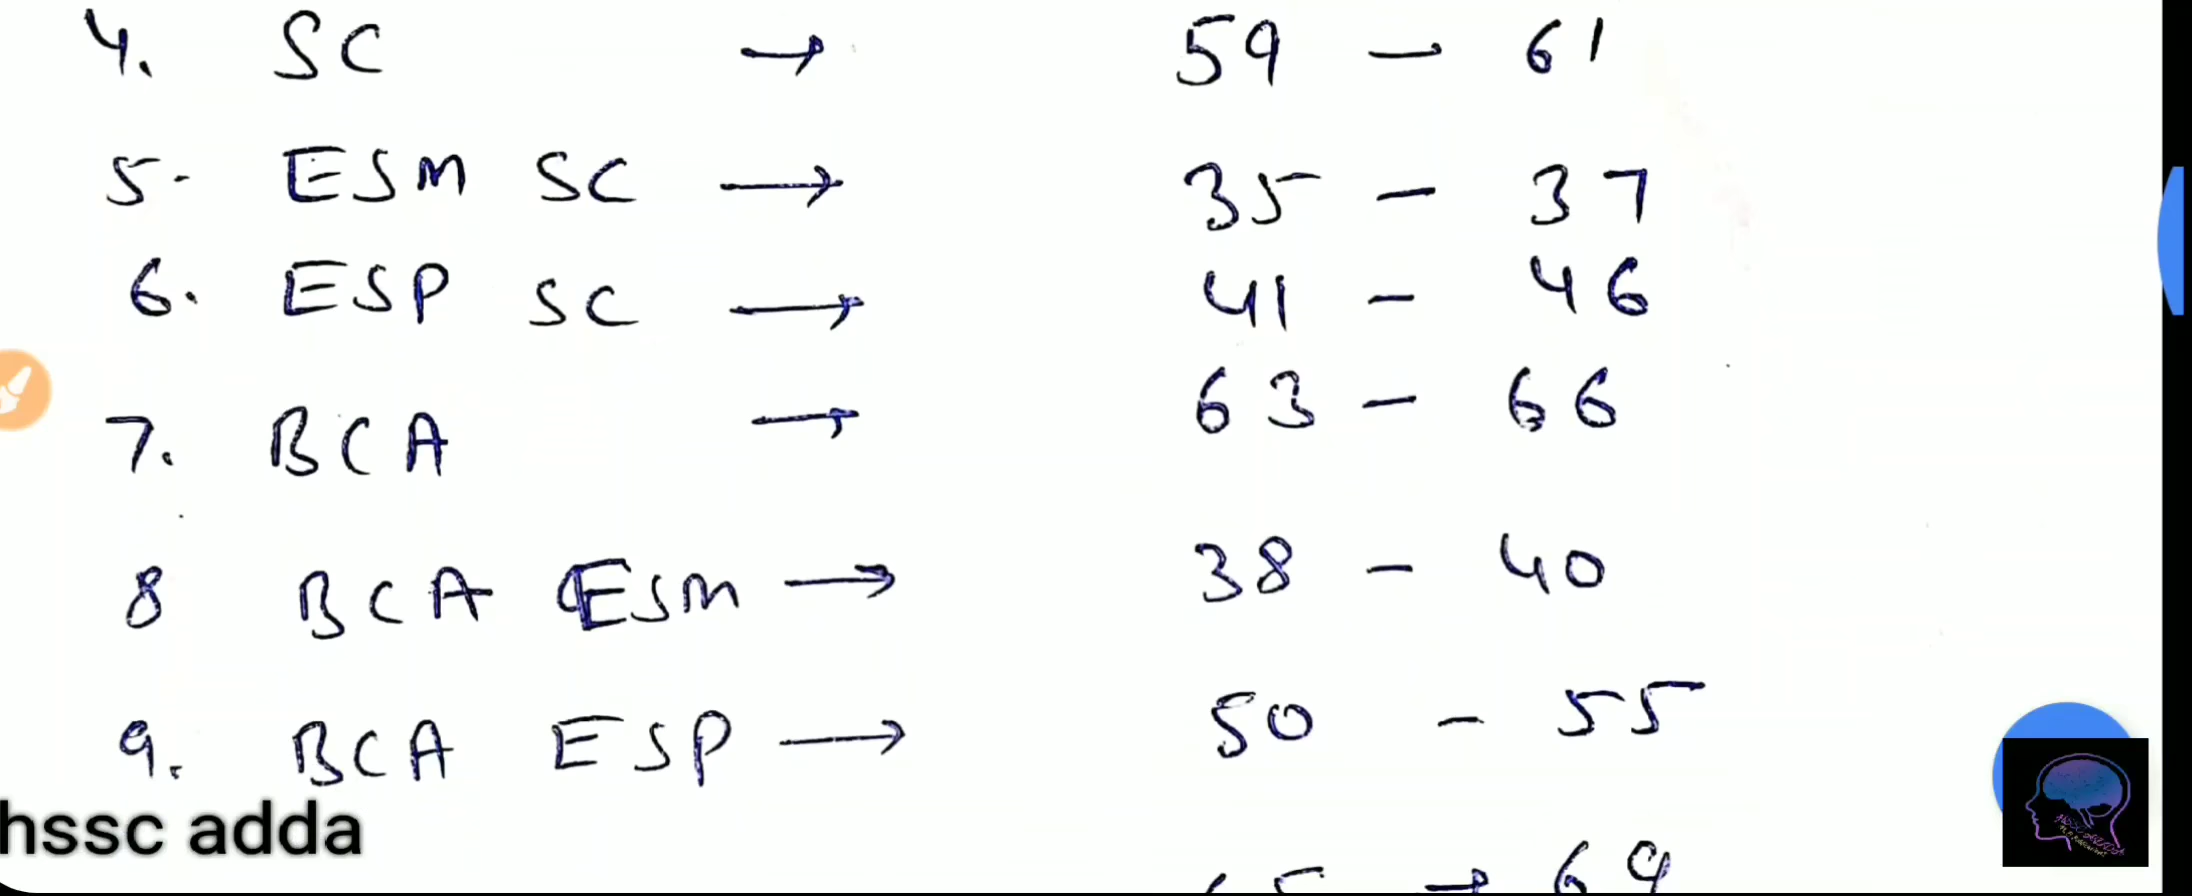 4. SC → 59 - 61
5. ESM SC → 35 - 37
6. ESP SC → 41 - 46
7. BCA → 63 - 66
8 BCA ESM → 38 - 40
9. BCA ESP → 50 - 55
→ 69
hssc adda